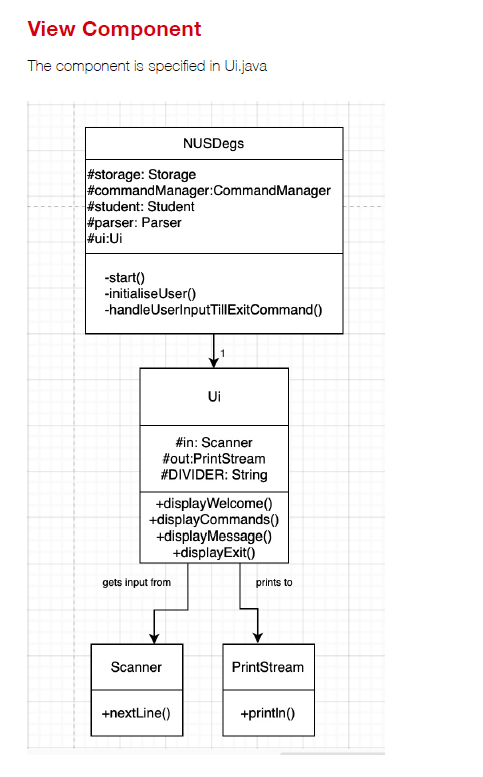 View Component
The component is specified in Ui.java
NUSDegs
#storage: Storage
#commandManager:CommandManager
#student: Student
#parser: Parser
#ui:Ui
-start()
-initialiseUser()
-handleUserInputTillExitCommand()
1
Ui
#in: Scanner
#out:PrintStream
#DIVIDER: String
+displayWelcome()
+displayCommands()
+displayMessage()
+displayExit()
gets input from
prints to
Scanner
PrintStream
+nextLine()
+println()